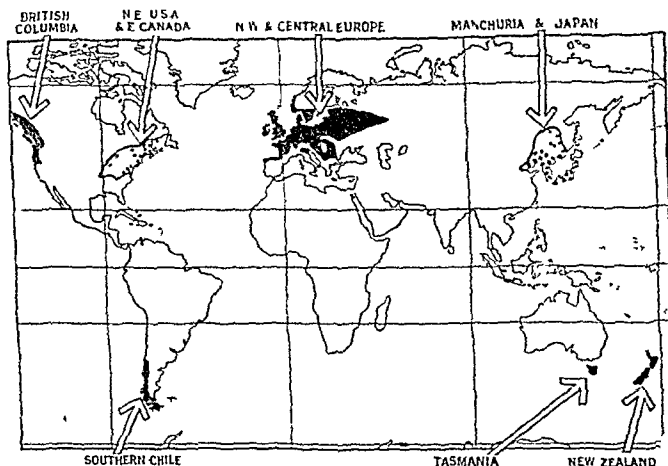 BRITISH
COLUMBIA
N E USA
& E CANADA
N W & CENTRAL EUROPE
MANCHURIA & JAPAN
SOUTHERN CHILE
TASMANIA
NEW ZEALAND